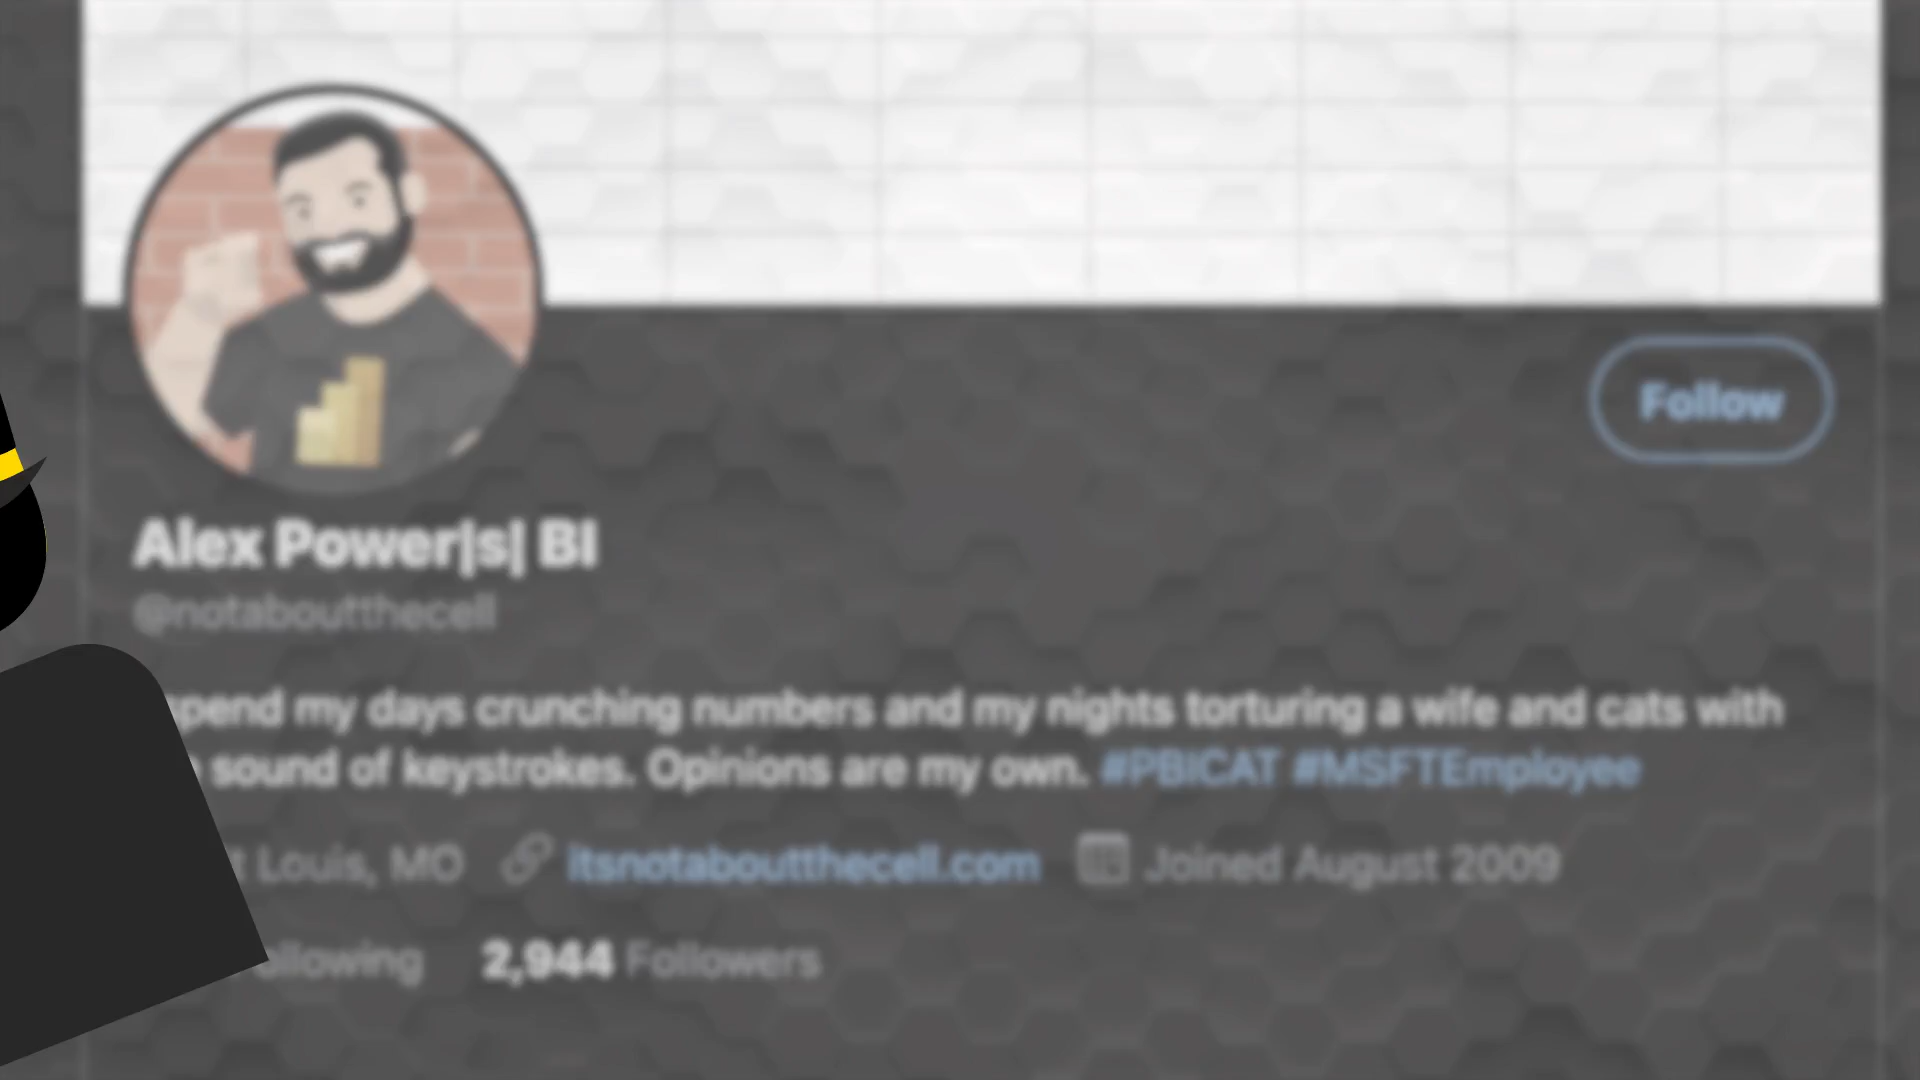 Follow
Alex Power|s| BI
@notaboutthecell
spend my days crunching numbers and my nights torturing a wife and cats with
sound of keystrokes. Opinions are my own. #PBICAT #MSFTEmployee
Louis, MO itsnotaboutthecell.com Joined August 2009
2,944 Followers